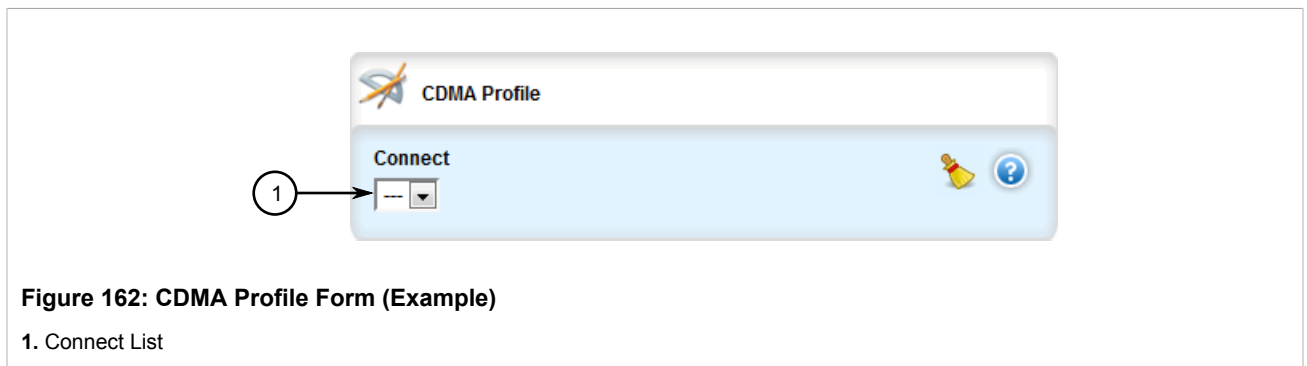 CDMA Profile
Connect
1
---
Figure 162: CDMA Profile Form (Example)
1. Connect List